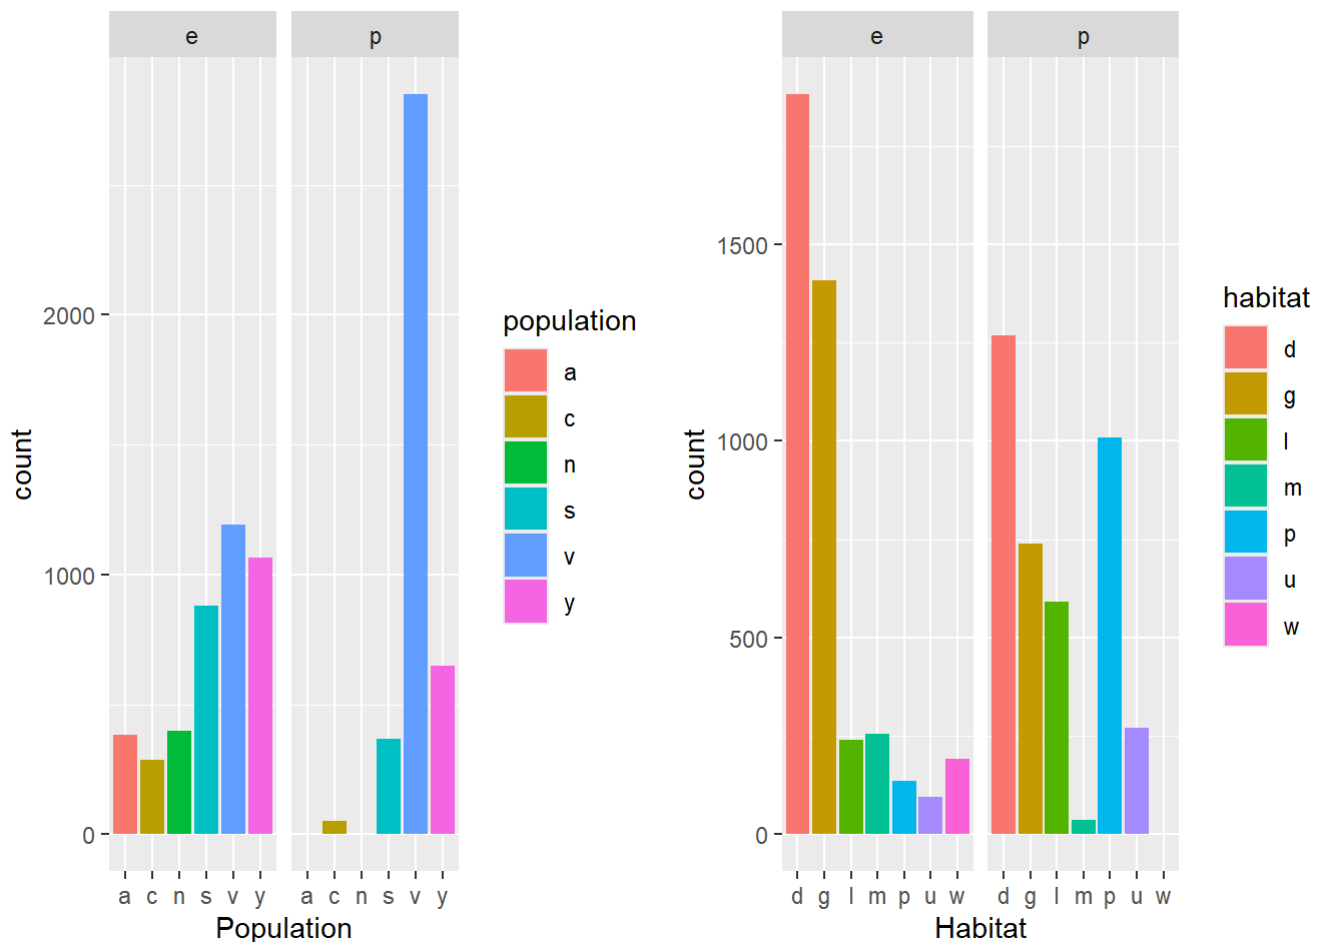 e p
2000
1000
0
count
a c n s v y a c n s v y
Population
population
a
c
n
s
v
y
e p
1500
1000
500
0
count
d g l m p u w d g l m p u w
Habitat
habitat
d
g
l
m
p
u
w